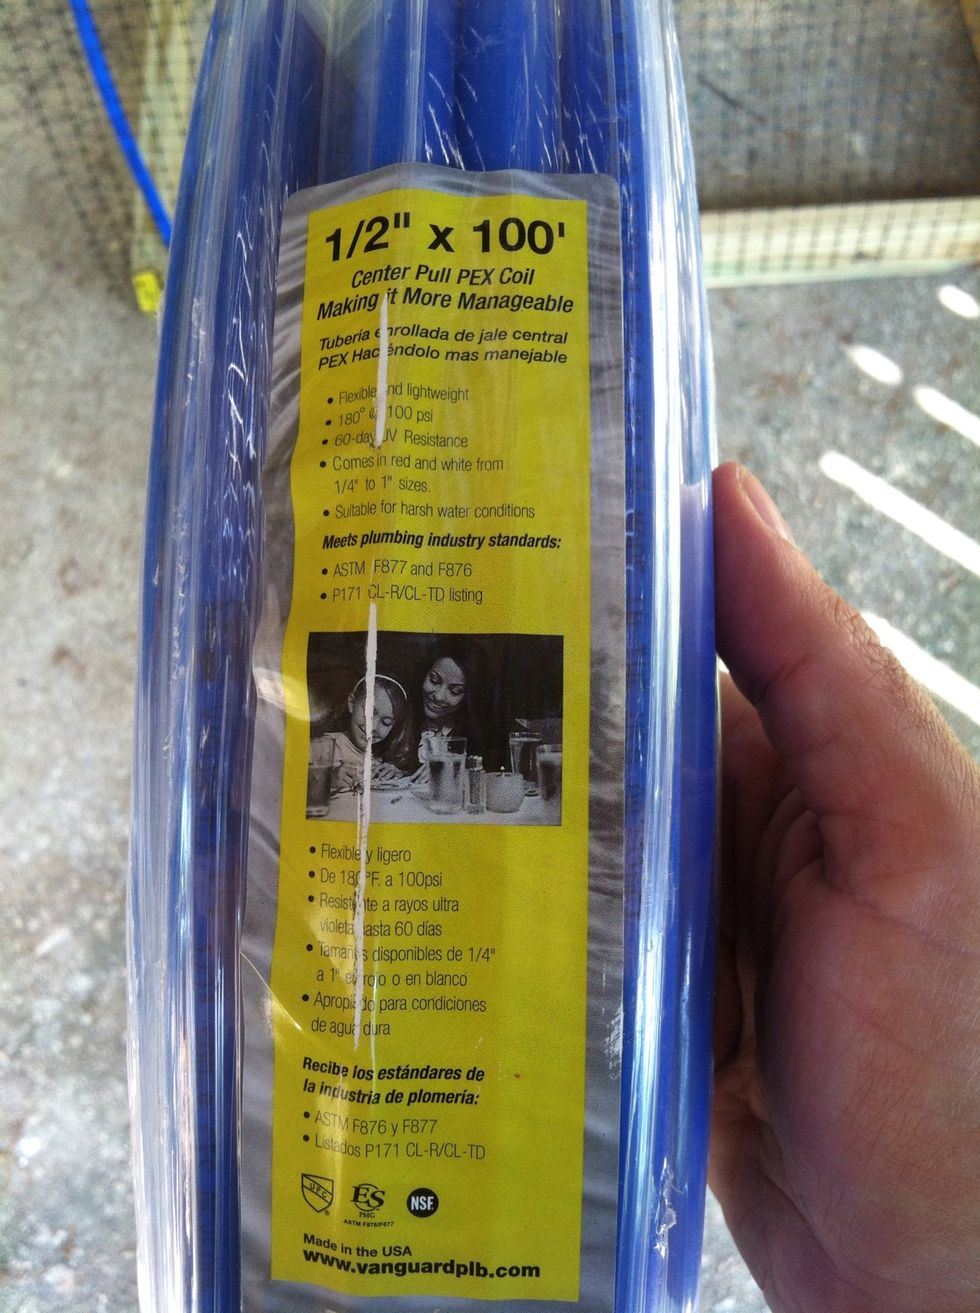 1/2" x 100'
Center Pull PEX Coil
Making it More Manageable
Tubería enrollada de jale central
PEX Haciéndolo mas manejable
• Flexible and lightweight
• 180° @ 100 psi
• 60-day UV Resistance
• Comes in red and white from
1/4" to 1" sizes.
• Suitable for harsh water conditions
Meets plumbing industry standards:
• ASTM F877 and F876
• P171 CL-R/CL-TD listing
• Flexible y ligero
• De 180°F. a 100psi
• Resistente a rayos ultra
violeta hasta 60 días
• Tamaños disponibles de 1/4"
a 1" en rojo o en blanco
• Apropiado para condiciones
de agua dura
Recibe los estándares de
la industria de plomería:
• ASTM F876 y F877
• Listados P171 CL-R/CL-TD
UPC
ES
PMG
ASTM F876/F877
NSF
Made in the USA
www.vanguardplb.com